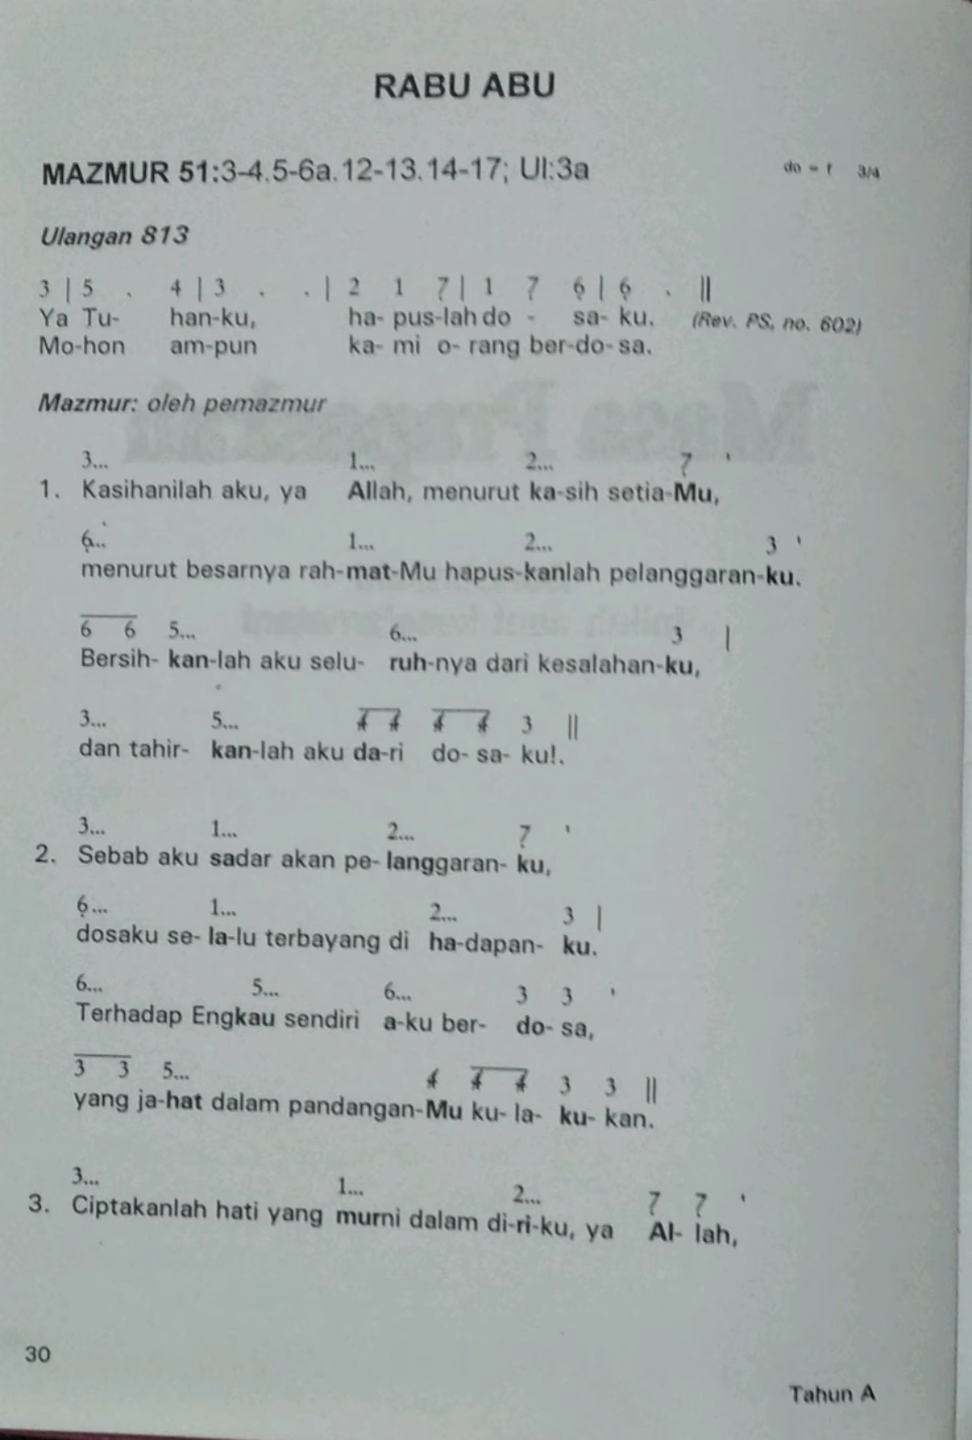 RABU ABU
MAZMUR 51:3-4.5-6a.12-13.14-17; Ul:3a do = f 3/4
Ulangan 813
3 | 5 . 4 | 3 . . | 2 1 7̣ | 1 7̣ 6̣ | 6̣ . ||
Ya Tu- han-ku, ha- pus-lah do - sa- ku. (Rev. PS, no. 602)
Mo-hon am-pun ka- mi o- rang ber-do- sa.
Mazmur: oleh pemazmur
3... 1... 2... 7̣ '
1. Kasihanilah aku, ya Allah, menurut ka-sih setia-Mu,
6̣... 1... 2... 3 '
menurut besarnya rah-mat-Mu hapus-kanlah pelanggaran-ku.
6 6 5... 6... 3 |
Bersih- kan-lah aku selu- ruh-nya dari kesalahan-ku,
3... 5... 4̸ 4̸ 4̸ 4̸ 3 ||
dan tahir- kan-lah aku da-ri do- sa- ku!.
3... 1... 2... 7̣ '
2. Sebab aku sadar akan pe- langgaran- ku,
6̣... 1... 2... 3 |
dosaku se- la-lu terbayang di ha-dapan- ku.
6... 5... 6... 3 3 '
Terhadap Engkau sendiri a-ku ber- do- sa,
3 3 5... 4̸ 4̸ 4̸ 3 3 ||
yang ja-hat dalam pandangan-Mu ku- la- ku- kan.
3... 1... 2... 7̣ 7̣ '
3. Ciptakanlah hati yang murni dalam di-ri-ku, ya Al- lah,
30
Tahun A